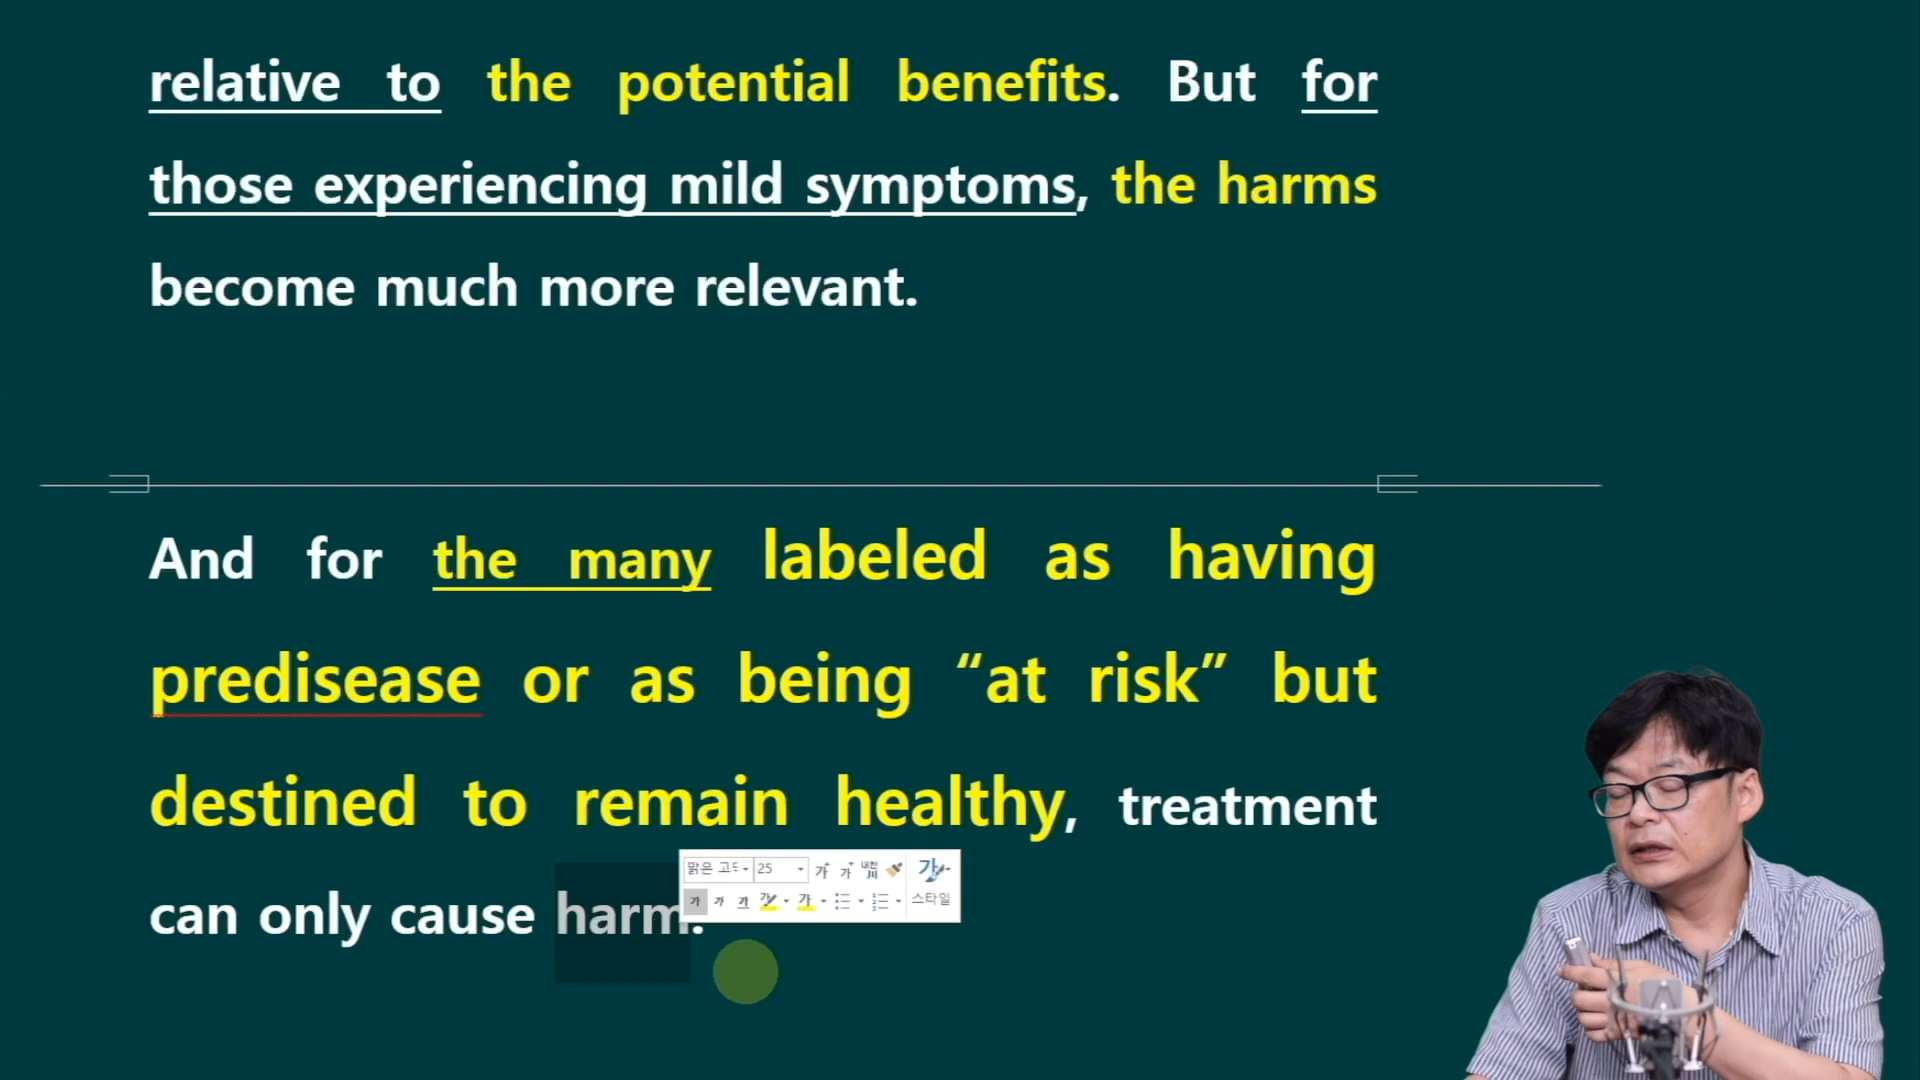 relative to the potential benefits. But for
those experiencing mild symptoms, the harms
become much more relevant.
And for the many labeled as having
predisease or as being “at risk” but
destined to remain healthy, treatment
can only cause harm.
맑은 고딕 25 가 가
가 가 가 가 가 스타일